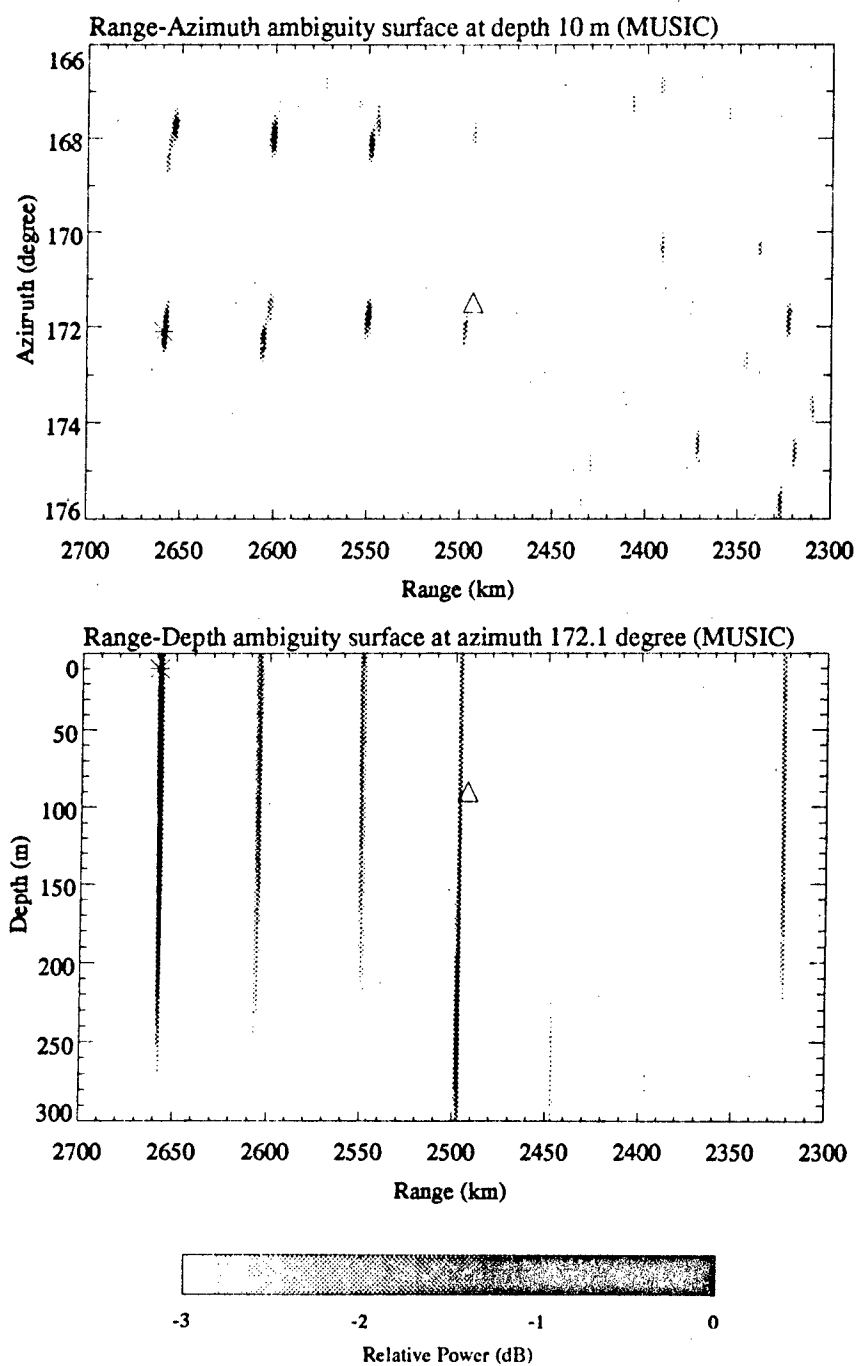 Range-Azimuth ambiguity surface at depth 10 m (MUSIC)
166
168
170
172
174
176
Azimuth (degree)
2700 2650 2600 2550 2500 2450 2400 2350 2300
Range (km)
Range-Depth ambiguity surface at azimuth 172.1 degree (MUSIC)
0
50
100
150
200
250
300
Depth (m)
2700 2650 2600 2550 2500 2450 2400 2350 2300
Range (km)
-3 -2 -1 0
Relative Power (dB)